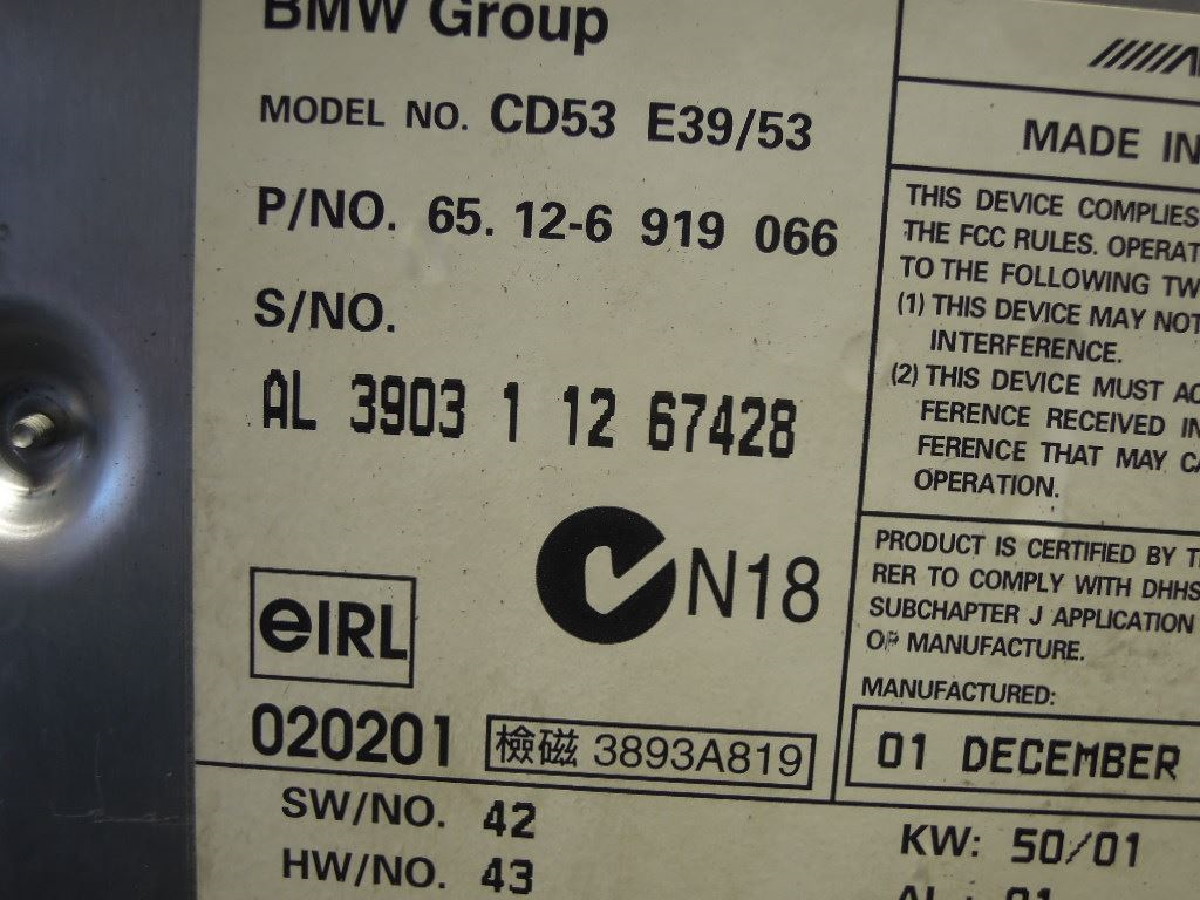 BMW Group
MODEL NO. CD53 E39/53
P/NO. 65. 12-6 919 066
S/NO.
AL 3903 1 12 67428
N18
eIRL
020201
檢磁 3893A819
SW/NO. 42
HW/NO. 43
MADE IN
THIS DEVICE COMPLIES
THE FCC RULES. OPERAT
TO THE FOLLOWING TW
(1) THIS DEVICE MAY NOT
INTERFERENCE.
(2) THIS DEVICE MUST AC
FERENCE RECEIVED IN
FERENCE THAT MAY CA
OPERATION.
PRODUCT IS CERTIFIED BY T
RER TO COMPLY WITH DHHS
SUBCHAPTER J APPLICATION
OF MANUFACTURE.
MANUFACTURED:
01 DECEMBER
KW: 50/01